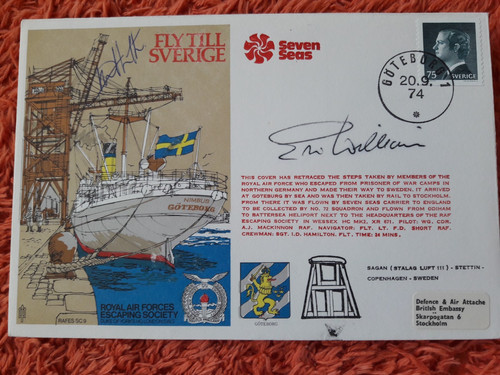 FLY TILL
SVERIGE
Seven
Seas
GÖTEBORG 1
20.9.
74
75 SVERIGE
Eric Williams
NIMBUS
GÖTEBORG
THIS COVER HAS RETRACED THE STEPS TAKEN BY MEMBERS OF THE
ROYAL AIR FORCE WHO ESCAPED FROM PRISONER OF WAR CAMPS IN
NORTHERN GERMANY AND MADE THEIR WAY TO SWEDEN. IT ARRIVED
AT GOTEBURG BY SEA AND WAS THEN TAKEN BY RAIL TO STOCKHOLM.
FROM THERE IT WAS FLOWN BY SEVEN SEAS CARRIER TO ENGLAND
TO BE COLLECTED BY NO. 72 SQUADRON AND FLOWN FROM ODIHAM
TO BATTERSEA HELIPORT NEXT TO THE HEADQUARTERS OF THE RAF
ESCAPING SOCIETY IN WESSEX, HC MK2, XR 511. PILOT: WG. CDR.
A.J. MACKINNON RAF. NAVIGATOR: FLT. LT. F.D. SHORT RAF.
CREWMAN: SGT. I.D. HAMILTON. FLT. TIME: 35 MINS.
SAGAN (STALAG LUFT III) - STETTIN -
COPENHAGEN - SWEDEN
ROYAL AIR FORCES
ESCAPING SOCIETY
RAFES SC8
GÖTEBORG
Defence & Air Attache
British Embassy
Skarpogatan 6
Stockholm